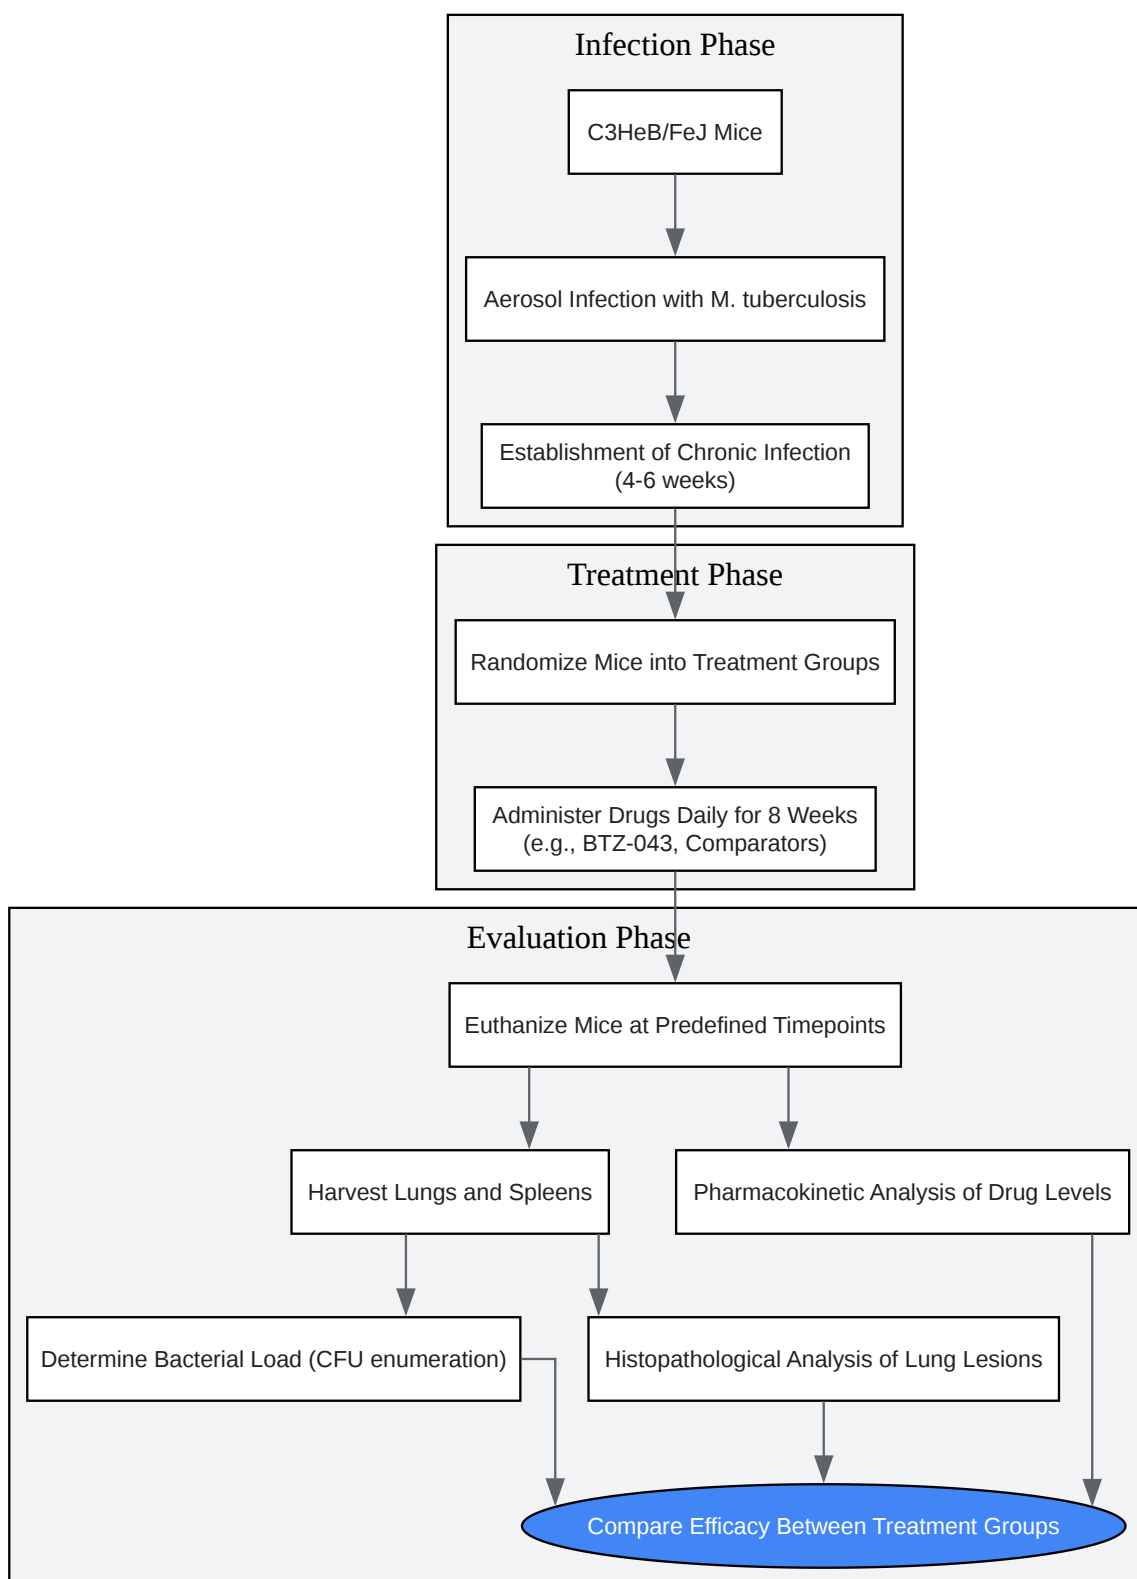 Infection Phase
C3HeB/FeJ Mice
Aerosol Infection with M. tuberculosis
Establishment of Chronic Infection
(4-6 weeks)
Treatment Phase
Randomize Mice into Treatment Groups
Administer Drugs Daily for 8 Weeks
(e.g., BTZ-043, Comparators)
Evaluation Phase
Euthanize Mice at Predefined Timepoints
Harvest Lungs and Spleens
Pharmacokinetic Analysis of Drug Levels
Determine Bacterial Load (CFU enumeration)
Histopathological Analysis of Lung Lesions
Compare Efficacy Between Treatment Groups